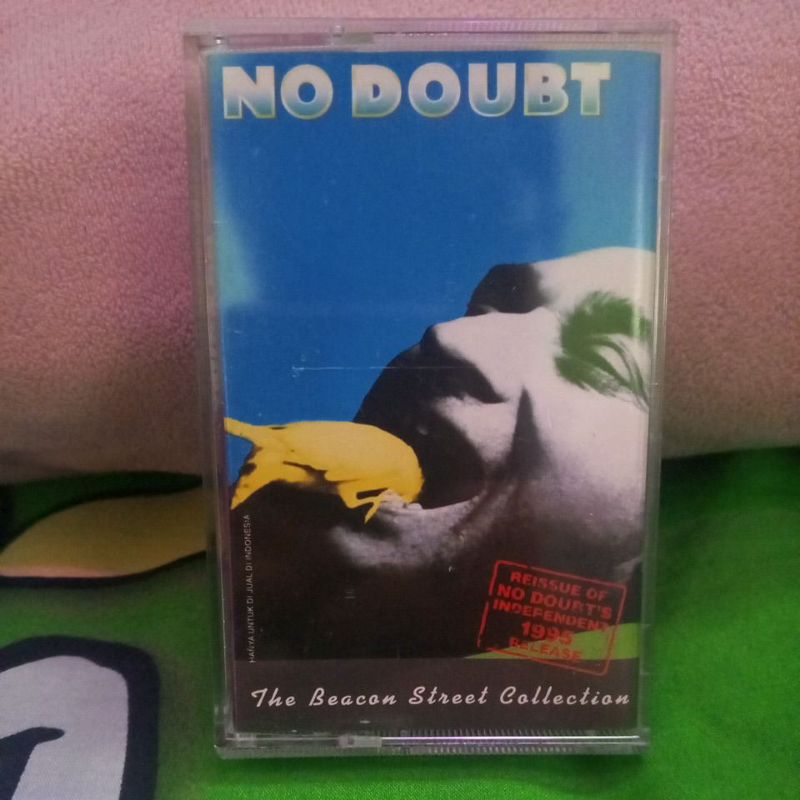 NO DOUBT
HANYA UNTUK DI JUAL DI INDONESIA
REISSUE OF
NO DOUBT'S
INDEPENDENT
1995
RELEASE
The Beacon Street Collection